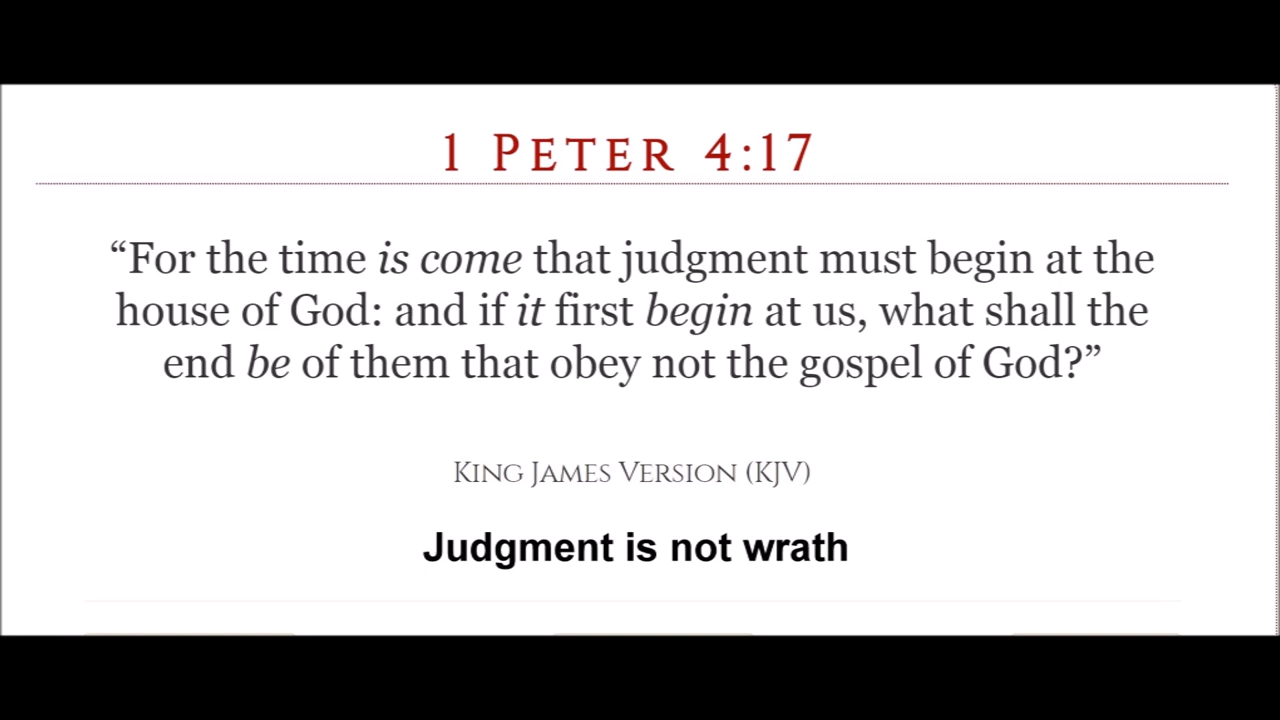 1 Peter 4:17
“For the time is come that judgment must begin at the
house of God: and if it first begin at us, what shall the
end be of them that obey not the gospel of God?”
King James Version (KJV)
Judgment is not wrath